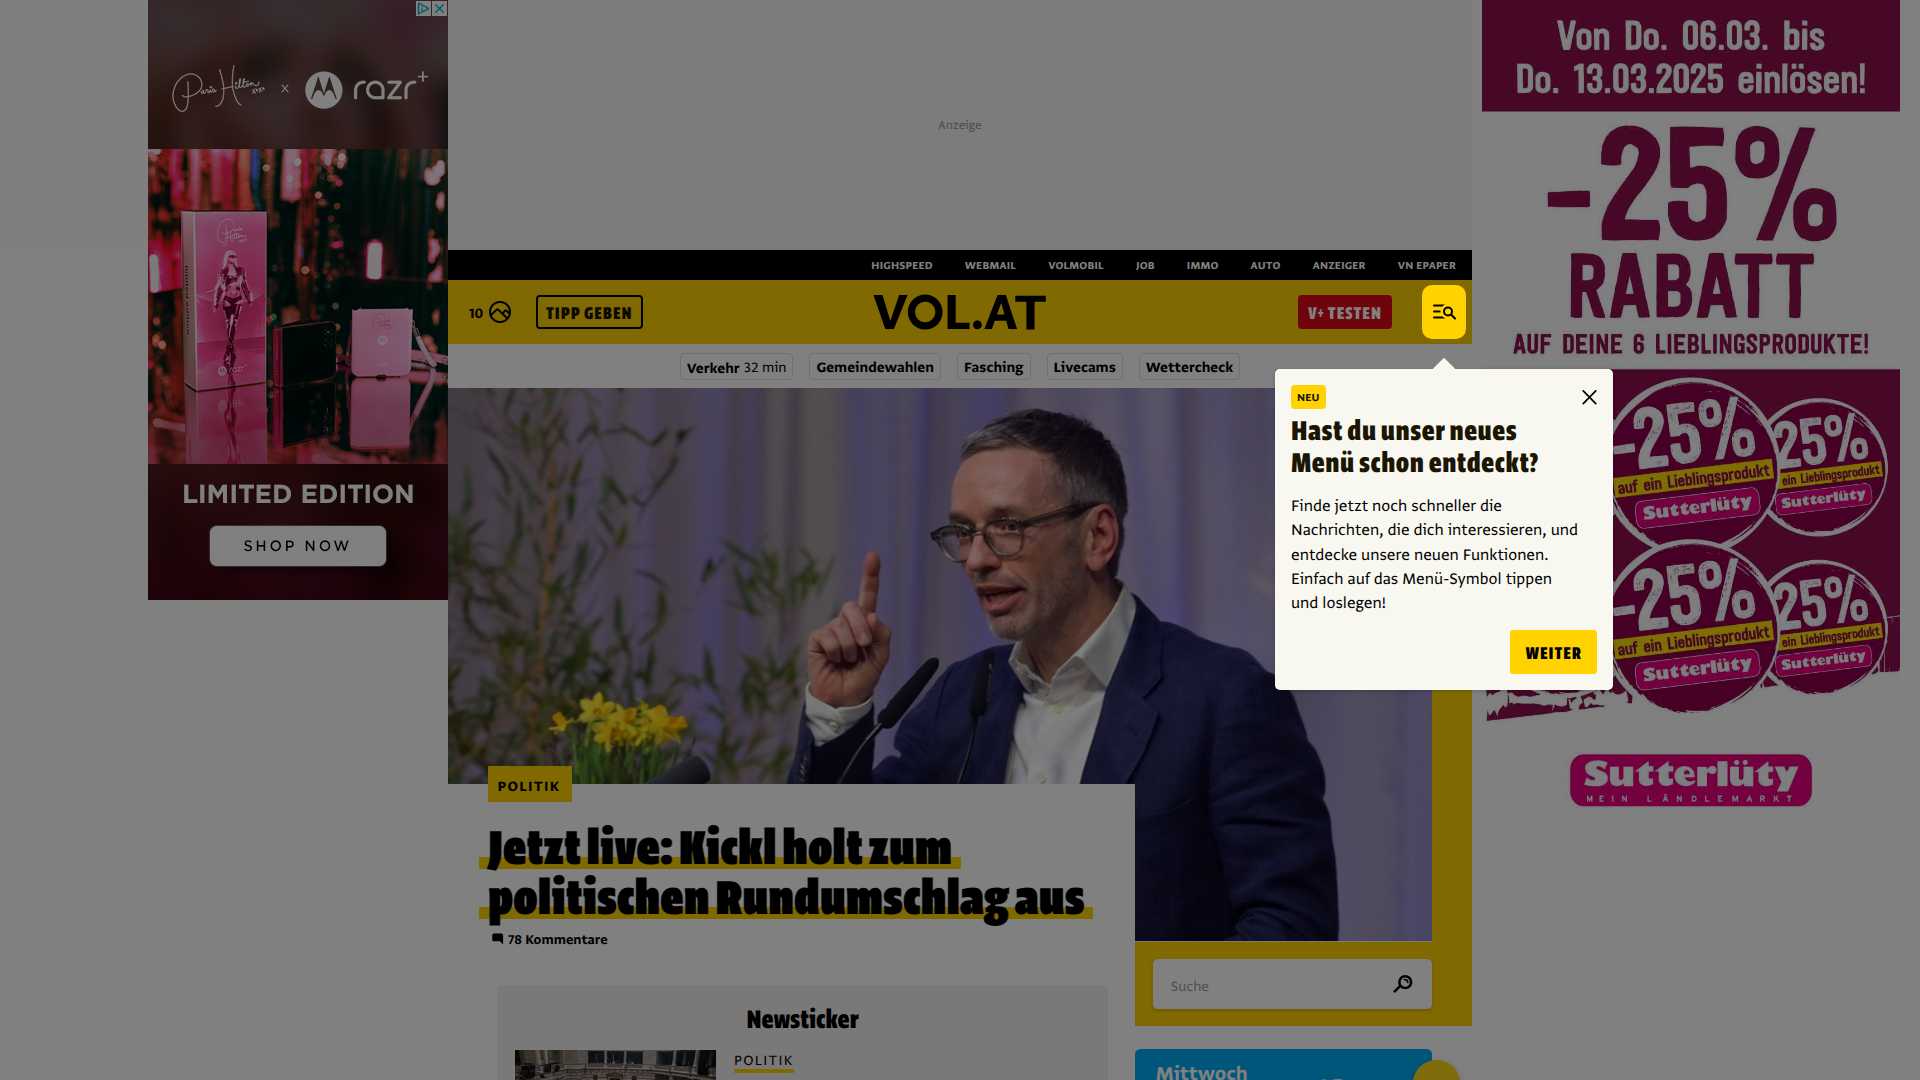 Paris Hilton x razr+
LIMITED EDITION
SHOP NOW
Anzeige
HIGHSPEED WEBMAIL VOLMOBIL JOB IMMO AUTO ANZEIGER VN EPAPER
10 TIPP GEBEN VOL.AT V+ TESTEN
Verkehr 32 min Gemeindewahlen Fasching Livecams Wettercheck
NEU
Hast du unser neues
Menü schon entdeckt?
Finde jetzt noch schneller die
Nachrichten, die dich interessieren, und
entdecke unsere neuen Funktionen.
Einfach auf das Menü-Symbol tippen
und loslegen!
WEITER
POLITIK
Jetzt live: Kickl holt zum
politischen Rundumschlag aus
78 Kommentare
Newsticker
POLITIK
Suche
Mittwoch
Von Do. 06.03. bis
Do. 13.03.2025 einlösen!
-25%
RABATT
AUF DEINE 6 LIEBLINGSPRODUKTE!
-25%
auf ein Lieblingsprodukt
Sutterlüty
25%
ein Lieblingsprodukt
Sutterlüty
-25%
auf ein Lieblingsprodukt
Sutterlüty
25%
ein Lieblingsprodukt
Sutterlüty
Sutterlüty
MEIN LÄNDLEMARKT